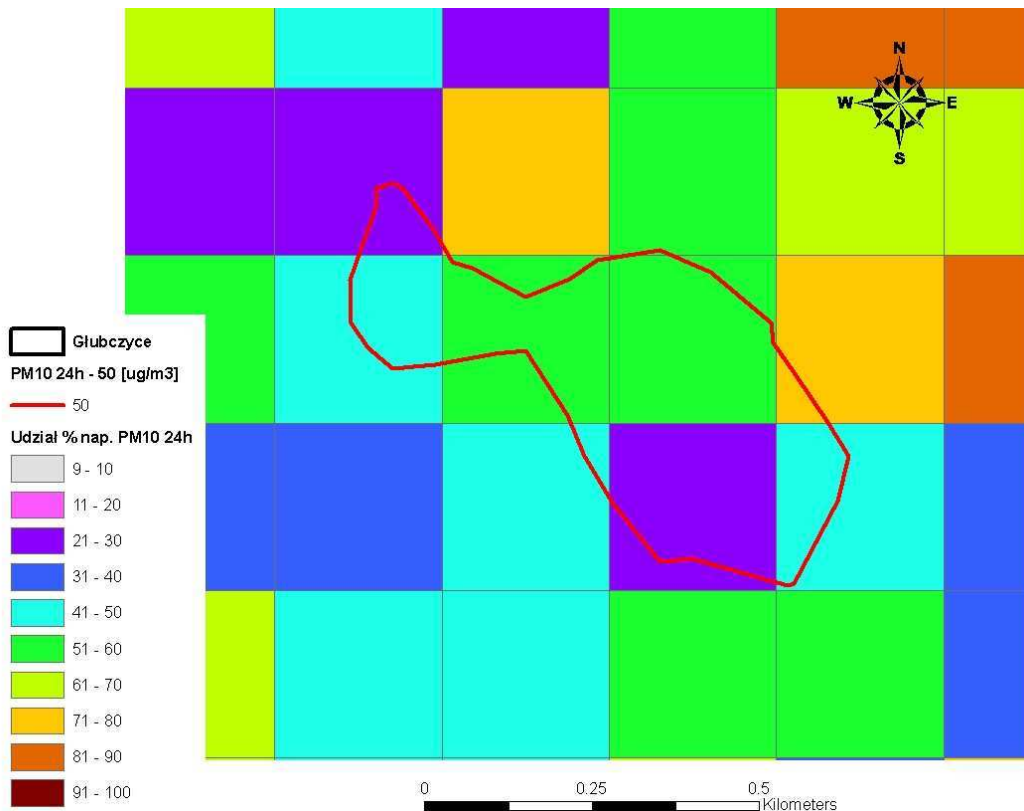 N
W E
S
Głubczyce
PM10 24h - 50 [ug/m3]
50
Udział % nap. PM10 24h
9 - 10
11 - 20
21 - 30
31 - 40
41 - 50
51 - 60
61 - 70
71 - 80
81 - 90
91 - 100
0 0.25 0.5
Kilometers